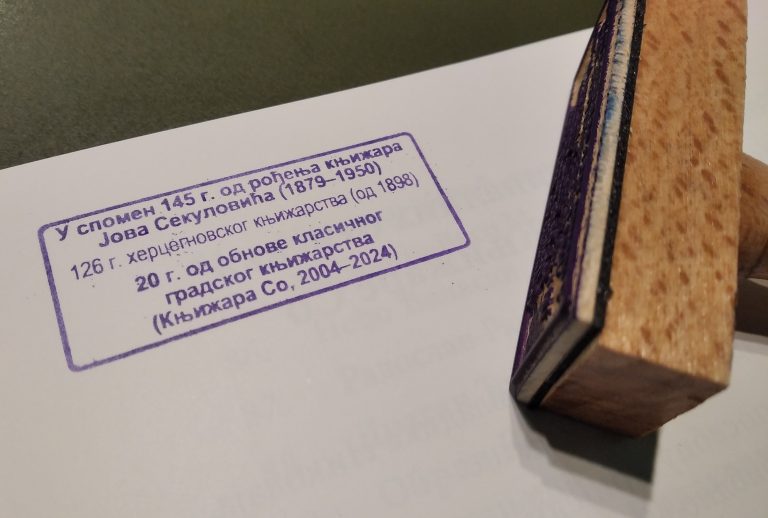 У спомен 145 г. од рођења књижара
Јова Секуловића (1879–1950)
126 г. херцегновског књижарства (од 1898)
20 г. од обнове класичног
градског књижарства
(Књижара Со, 2004–2024)